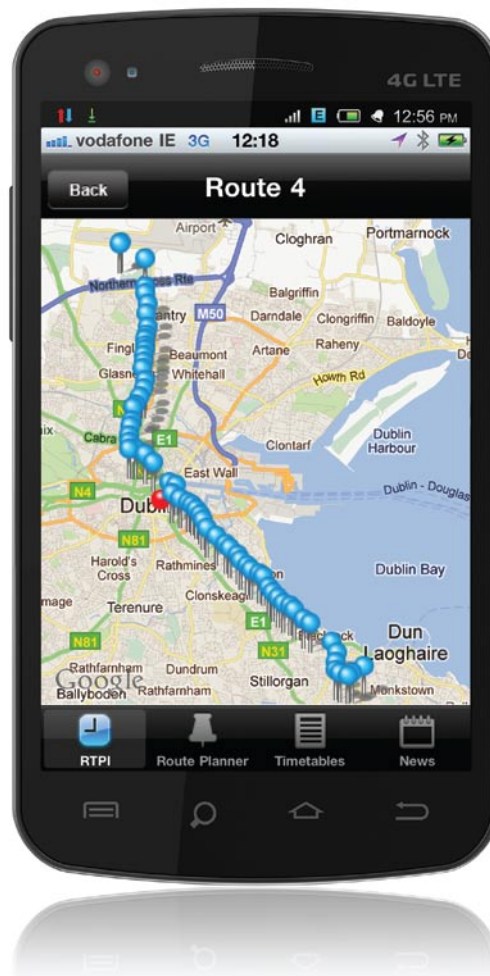 4G LTE
E 12:56 PM
vodafone IE 3G 12:18
Back Route 4
Airport
Cloghran
Portmarnock
Northern Cross Rte
Balgriffin
M50
Darndale Clongriffin Baldoyle
Beaumont
Artane Raheny
Whitehall
Howth Rd
Cabra
E1
Clontarf
Dublin
Harbour
East Wall
N4
Dublin - Douglas
N81
Harold's
Cross
Rathmines
Dublin Bay
Clonskeag
Terenure
E1
Dun
Laoghaire
N81
N31
Rathfarnham Dundrum
Stillorgan
Google
Monkstown
Ballyboden Rathfarnham
RTPI Route Planner Timetables News